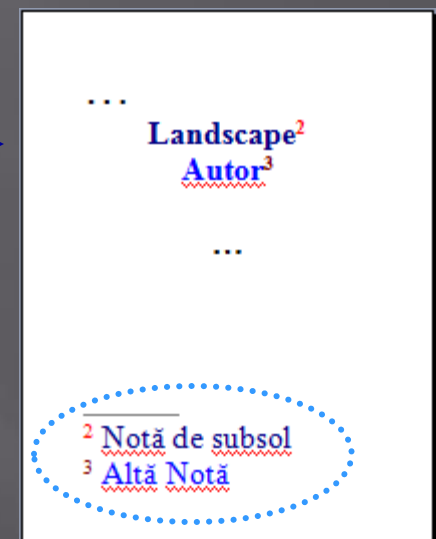 ...
Landscape²
Autor³
...
² Notă de subsol
³ Altă Notă